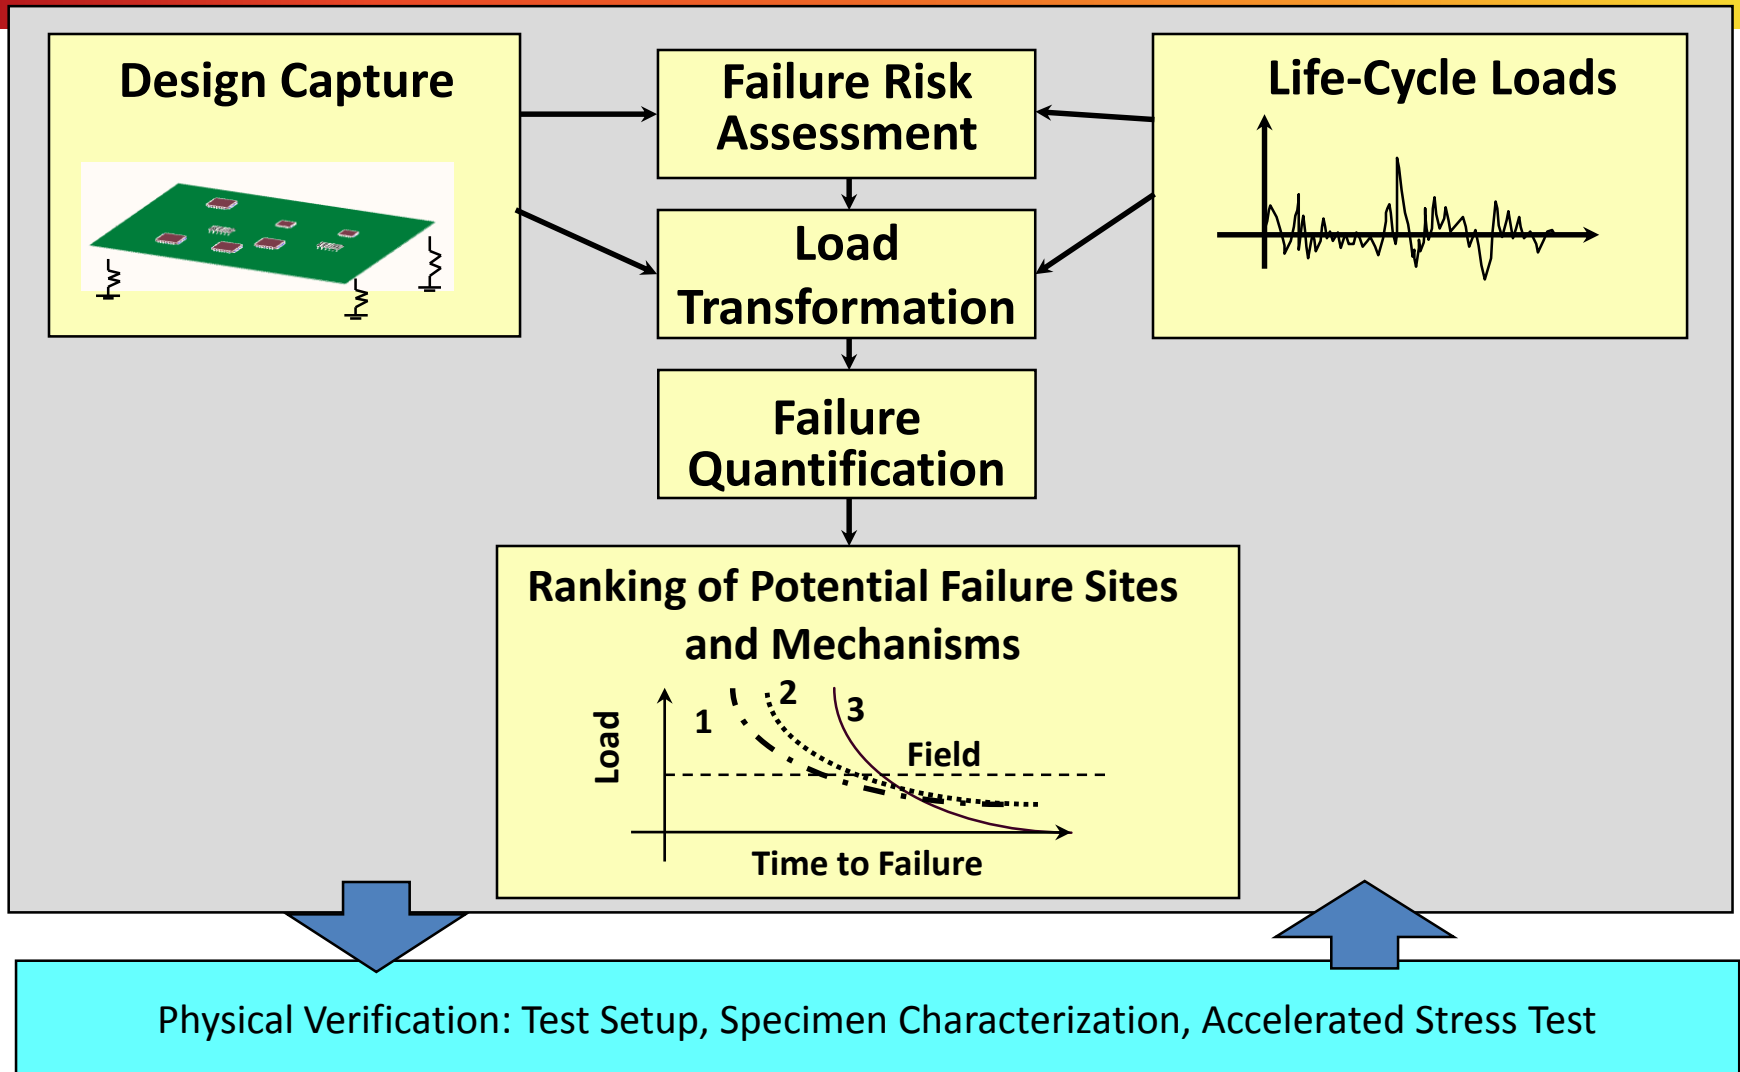 Design Capture
Failure Risk
Assessment
Life-Cycle Loads
Load
Transformation
Failure
Quantification
Ranking of Potential Failure Sites
and Mechanisms
1
2
3
Field
Load
Time to Failure
Physical Verification: Test Setup, Specimen Characterization, Accelerated Stress Test